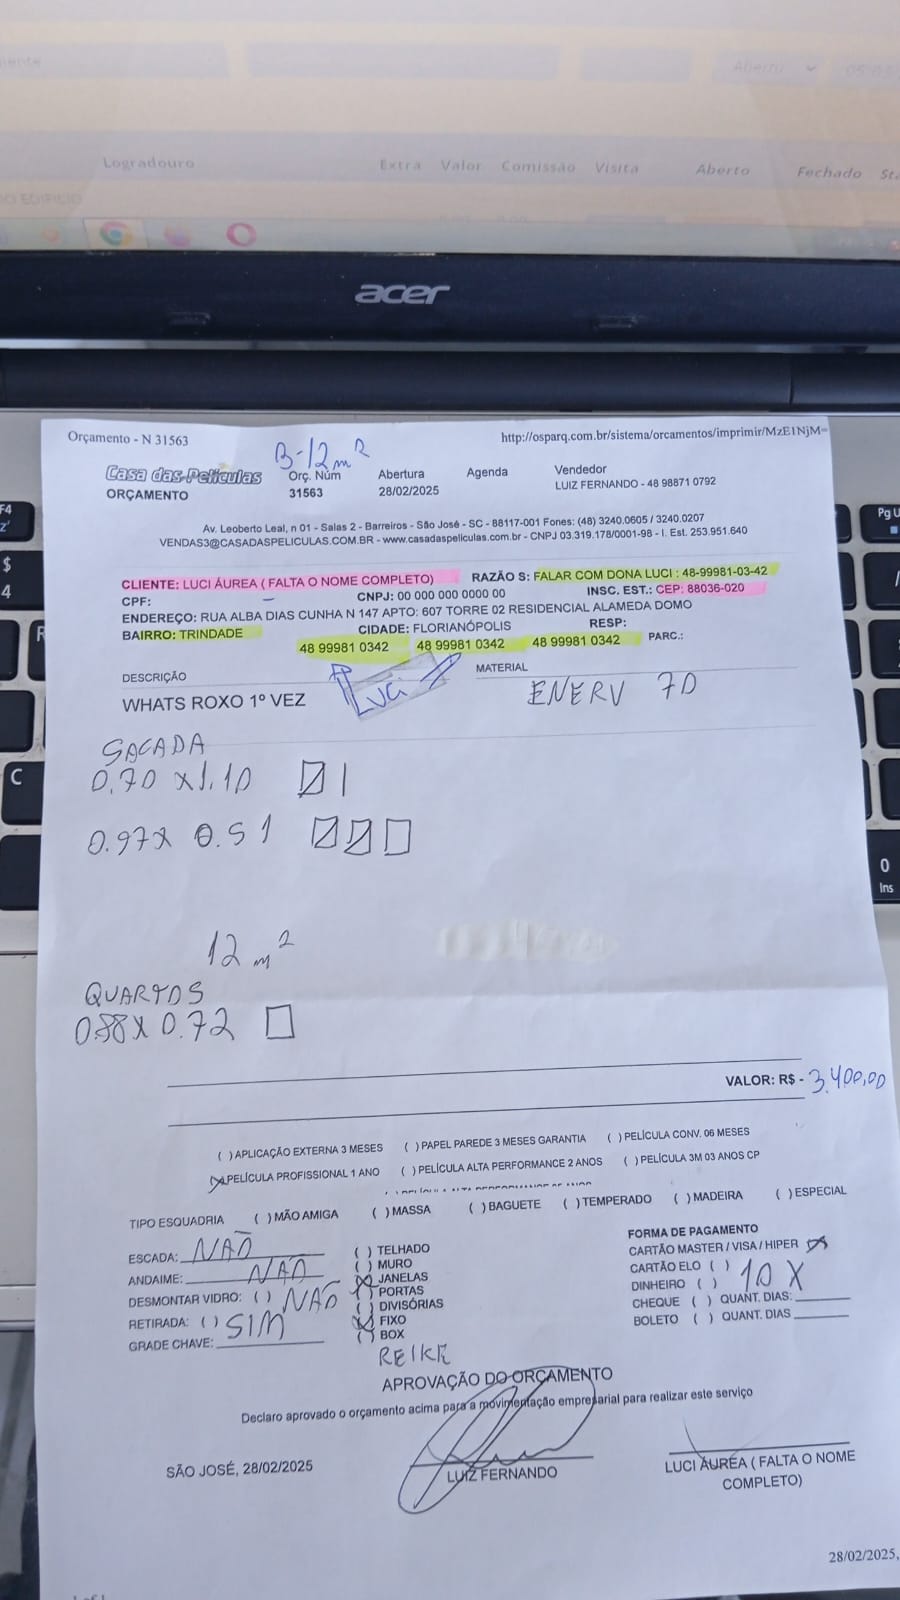 Aberto
Logradouro Extra Valor Comissão Visita Aberto Fechado
acer
Orçamento - N 31563
http://osparq.com.br/sistema/orcamentos/imprimir/MzE1NjM=
B-12m²
Casa das Películas
ORÇAMENTO
Orç. Núm
31563
Abertura
28/02/2025
Agenda
Vendedor
LUIZ FERNANDO - 48 98871 0792
Av. Leoberto Leal, n 01 - Salas 2 - Barreiros - São José - SC - 88117-001 Fones: (48) 3240.0605 / 3240.0207
VENDAS3@CASADASPELICULAS.COM.BR - www.casadaspeliculas.com.br - CNPJ 03.319.178/0001-98 - I. Est. 253.951.640
CLIENTE: LUCI ÁUREA ( FALTA O NOME COMPLETO) RAZÃO S: FALAR COM DONA LUCI : 48-99981-03-42
CPF: CNPJ: 00 000 000 0000 00 INSC. EST.: CEP: 88036-020
ENDEREÇO: RUA ALBA DIAS CUNHA N 147 APTO: 607 TORRE 02 RESIDENCIAL ALAMEDA DOMO
BAIRRO: TRINDADE CIDADE: FLORIANÓPOLIS RESP:
48 99981 0342 48 99981 0342 48 99981 0342 PARC.:
DESCRIÇÃO MATERIAL
WHATS ROXO 1º VEZ LUCI ENERV 70
SACADA
0.70 x1.10
0.97x 0.51
12 m²
QUARTOS
0.88x 0.72
VALOR: R$ - 3.400,00
( )APLICAÇÃO EXTERNA 3 MESES ( )PAPEL PAREDE 3 MESES GARANTIA ( )PELÍCULA CONV. 06 MESES
(X)PELÍCULA PROFISSIONAL 1 ANO ( )PELÍCULA ALTA PERFORMANCE 2 ANOS ( )PELÍCULA 3M 03 ANOS CP
TIPO ESQUADRIA ( )MÃO AMIGA ( )MASSA ( )BAGUETE ( )TEMPERADO ( )MADEIRA ( )ESPECIAL
ESCADA: NÃO
ANDAIME: NÃO
DESMONTAR VIDRO: ( ) NÃO
RETIRADA: ( ) SIM
GRADE CHAVE:
( )TELHADO
( )MURO
(X)JANELAS
( )PORTAS
( )DIVISÓRIAS
(X)FIXO
( )BOX
REIKE
FORMA DE PAGAMENTO
CARTÃO MASTER / VISA / HIPER X
CARTÃO ELO ( )
DINHEIRO ( ) 10 X
CHEQUE ( ) QUANT. DIAS:
BOLETO ( ) QUANT. DIAS
APROVAÇÃO DO ORÇAMENTO
Declaro aprovado o orçamento acima para a movimentação empresarial para realizar este serviço
SÃO JOSÉ, 28/02/2025
LUIZ FERNANDO
LUCI ÁUREA ( FALTA O NOME
COMPLETO)
28/02/2025,